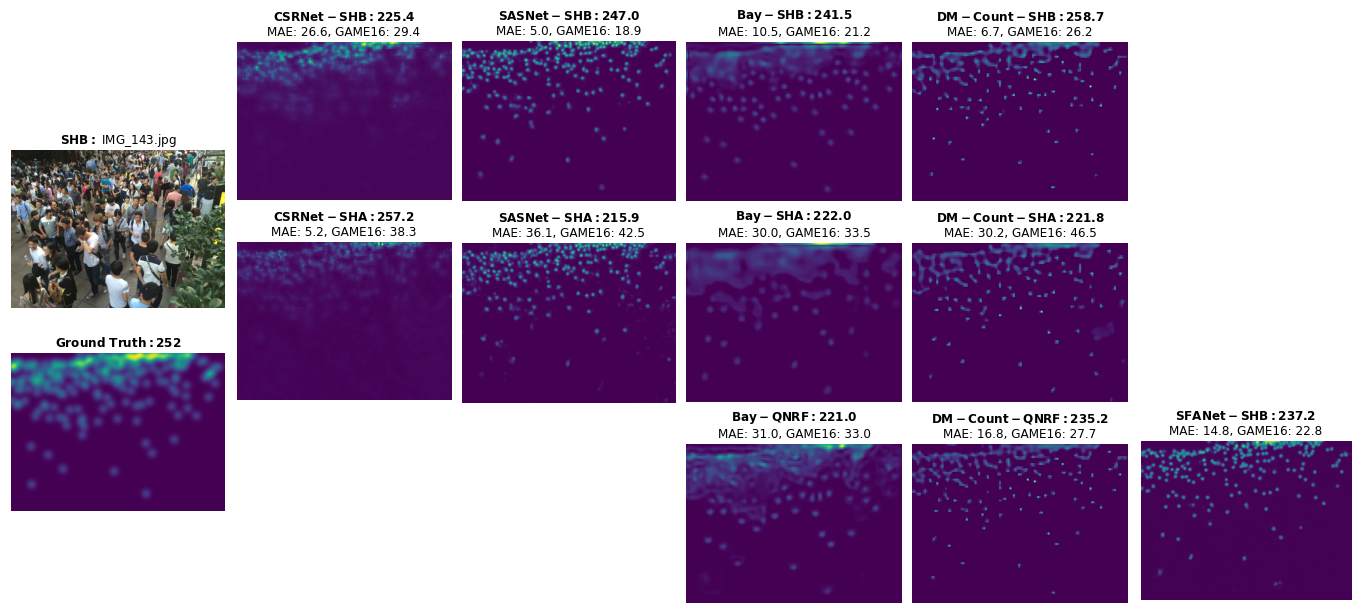 CSRNet−SHB: 225.4
MAE: 26.6, GAME16: 29.4
SASNet−SHB: 247.0
MAE: 5.0, GAME16: 18.9
Bay−SHB: 241.5
MAE: 10.5, GAME16: 21.2
DM−Count−SHB: 258.7
MAE: 6.7, GAME16: 26.2
SHB: IMG_143.jpg
CSRNet−SHA: 257.2
MAE: 5.2, GAME16: 38.3
SASNet−SHA: 215.9
MAE: 36.1, GAME16: 42.5
Bay−SHA: 222.0
MAE: 30.0, GAME16: 33.5
DM−Count−SHA: 221.8
MAE: 30.2, GAME16: 46.5
Ground Truth: 252
Bay−QNRF: 221.0
MAE: 31.0, GAME16: 33.0
DM−Count−QNRF: 235.2
MAE: 16.8, GAME16: 27.7
SFANet−SHB: 237.2
MAE: 14.8, GAME16: 22.8